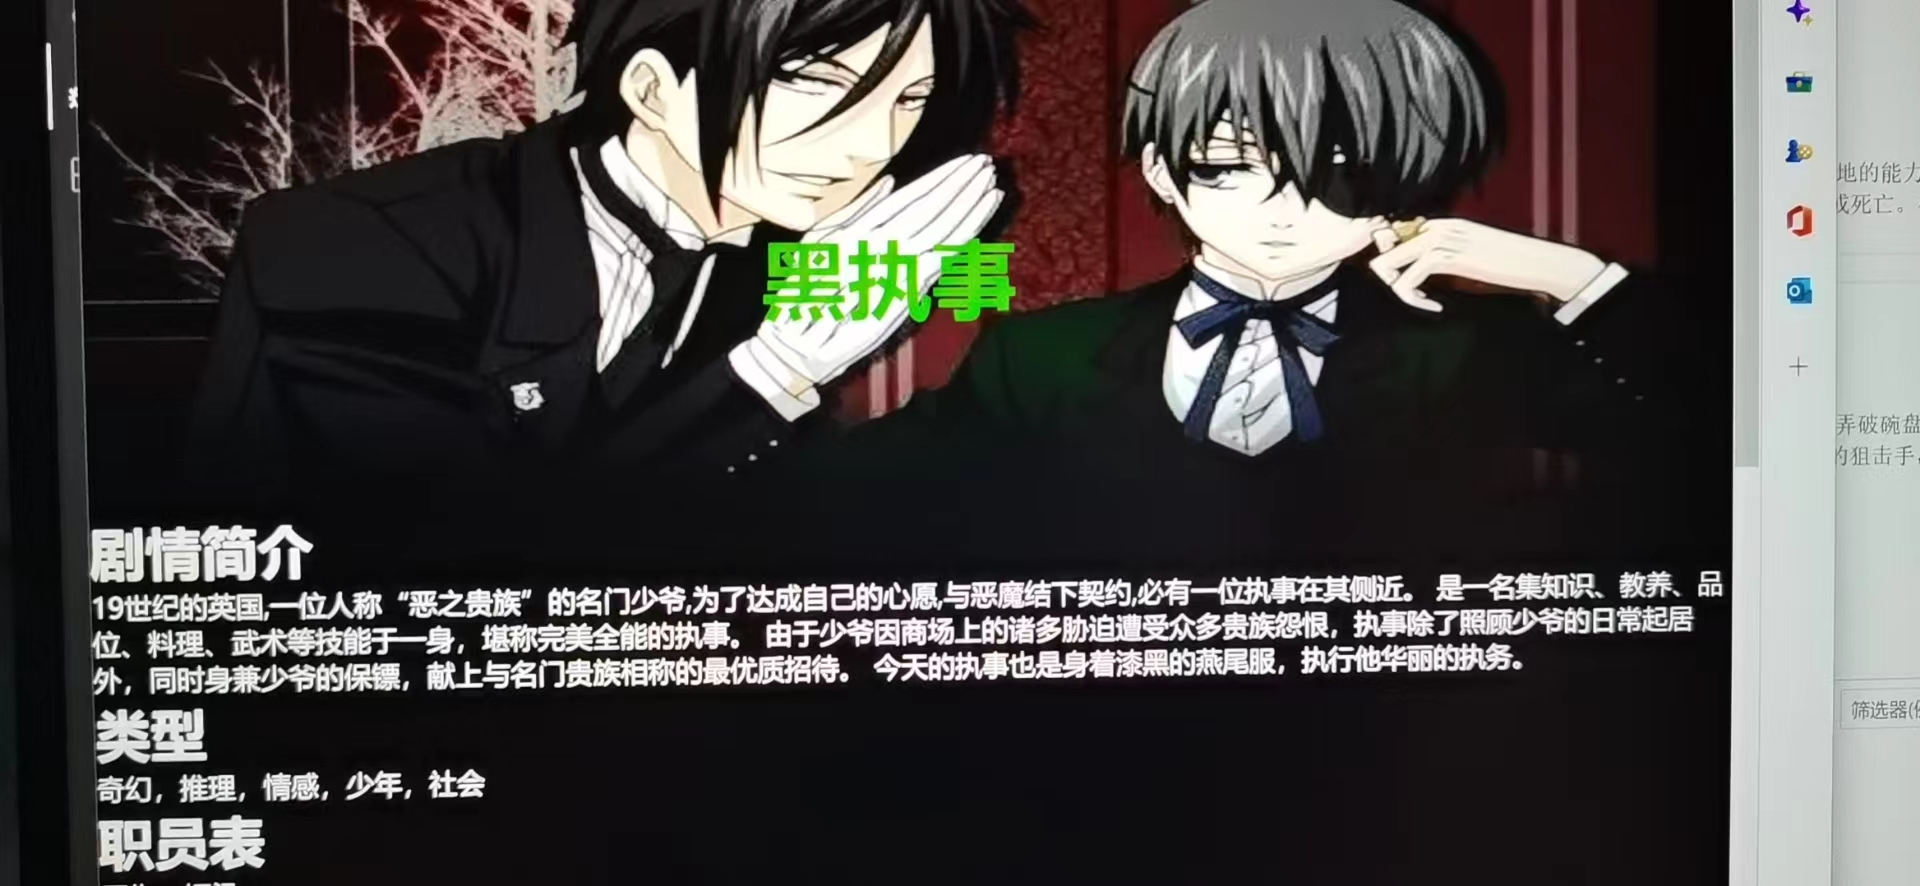 黑执事
地的能力
或死亡。
弄破碗盘
的狙击手,
筛选器
剧情简介
19世纪的英国,一位人称“恶之贵族”的名门少爷,为了达成自己的心愿,与恶魔结下契约,必有一位执事在其侧近。 是一名集知识、教养、品
位、料理、武术等技能于一身，堪称完美全能的执事。 由于少爷因商场上的诸多胁迫遭受众多贵族怨恨，执事除了照顾少爷的日常起居
外，同时身兼少爷的保镖，献上与名门贵族相称的最优质招待。 今天的执事也是身着漆黑的燕尾服，执行他华丽的执务。
类型
奇幻，推理，情感，少年，社会
职员表